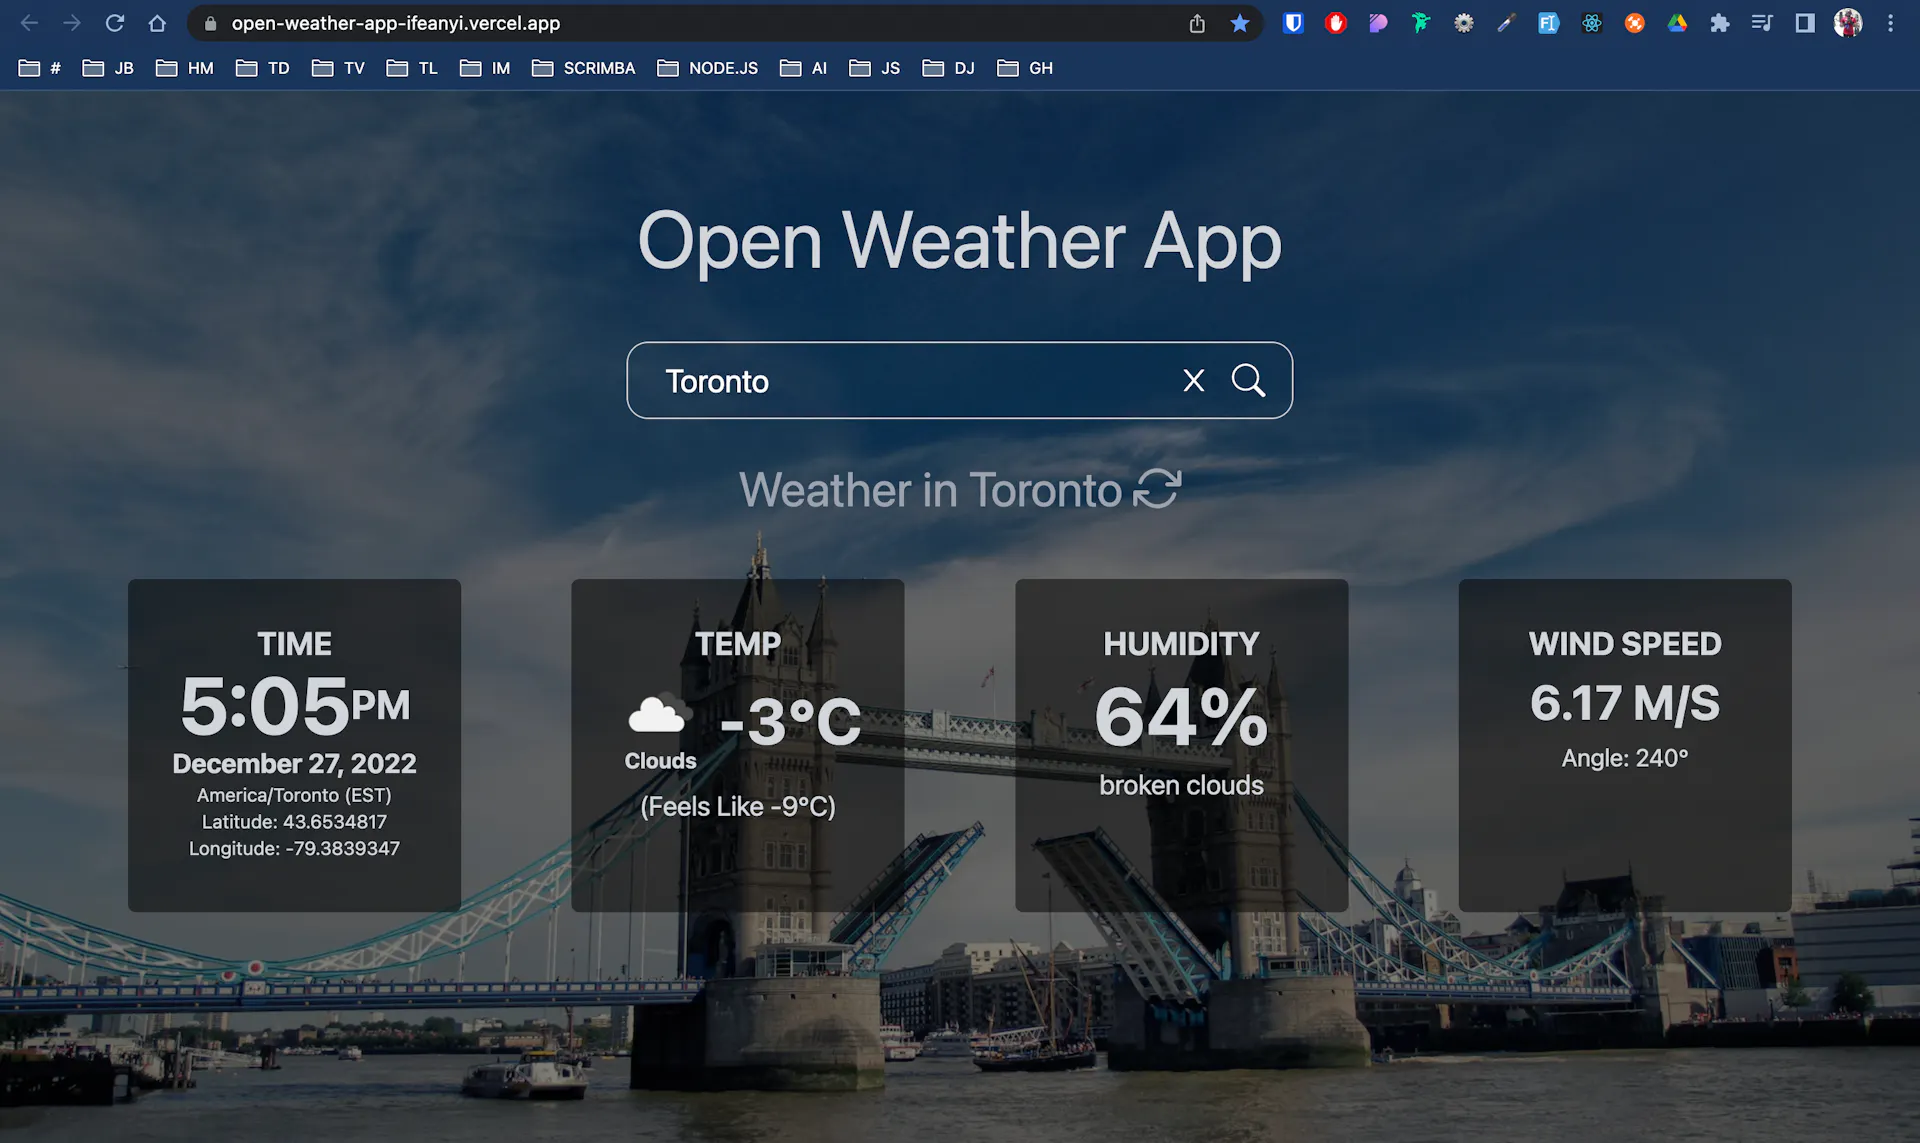 open-weather-app-ifeanyi.vercel.app
# JB HM TD TV TL IM SCRIMBA NODE.JS AI JS DJ GH
Open Weather App
Toronto
Weather in Toronto
TIME
5:05PM
December 27, 2022
America/Toronto (EST)
Latitude: 43.6534817
Longitude: -79.3839347
TEMP
-3°C
Clouds
(Feels Like -9°C)
HUMIDITY
64%
broken clouds
WIND SPEED
6.17 M/S
Angle: 240°